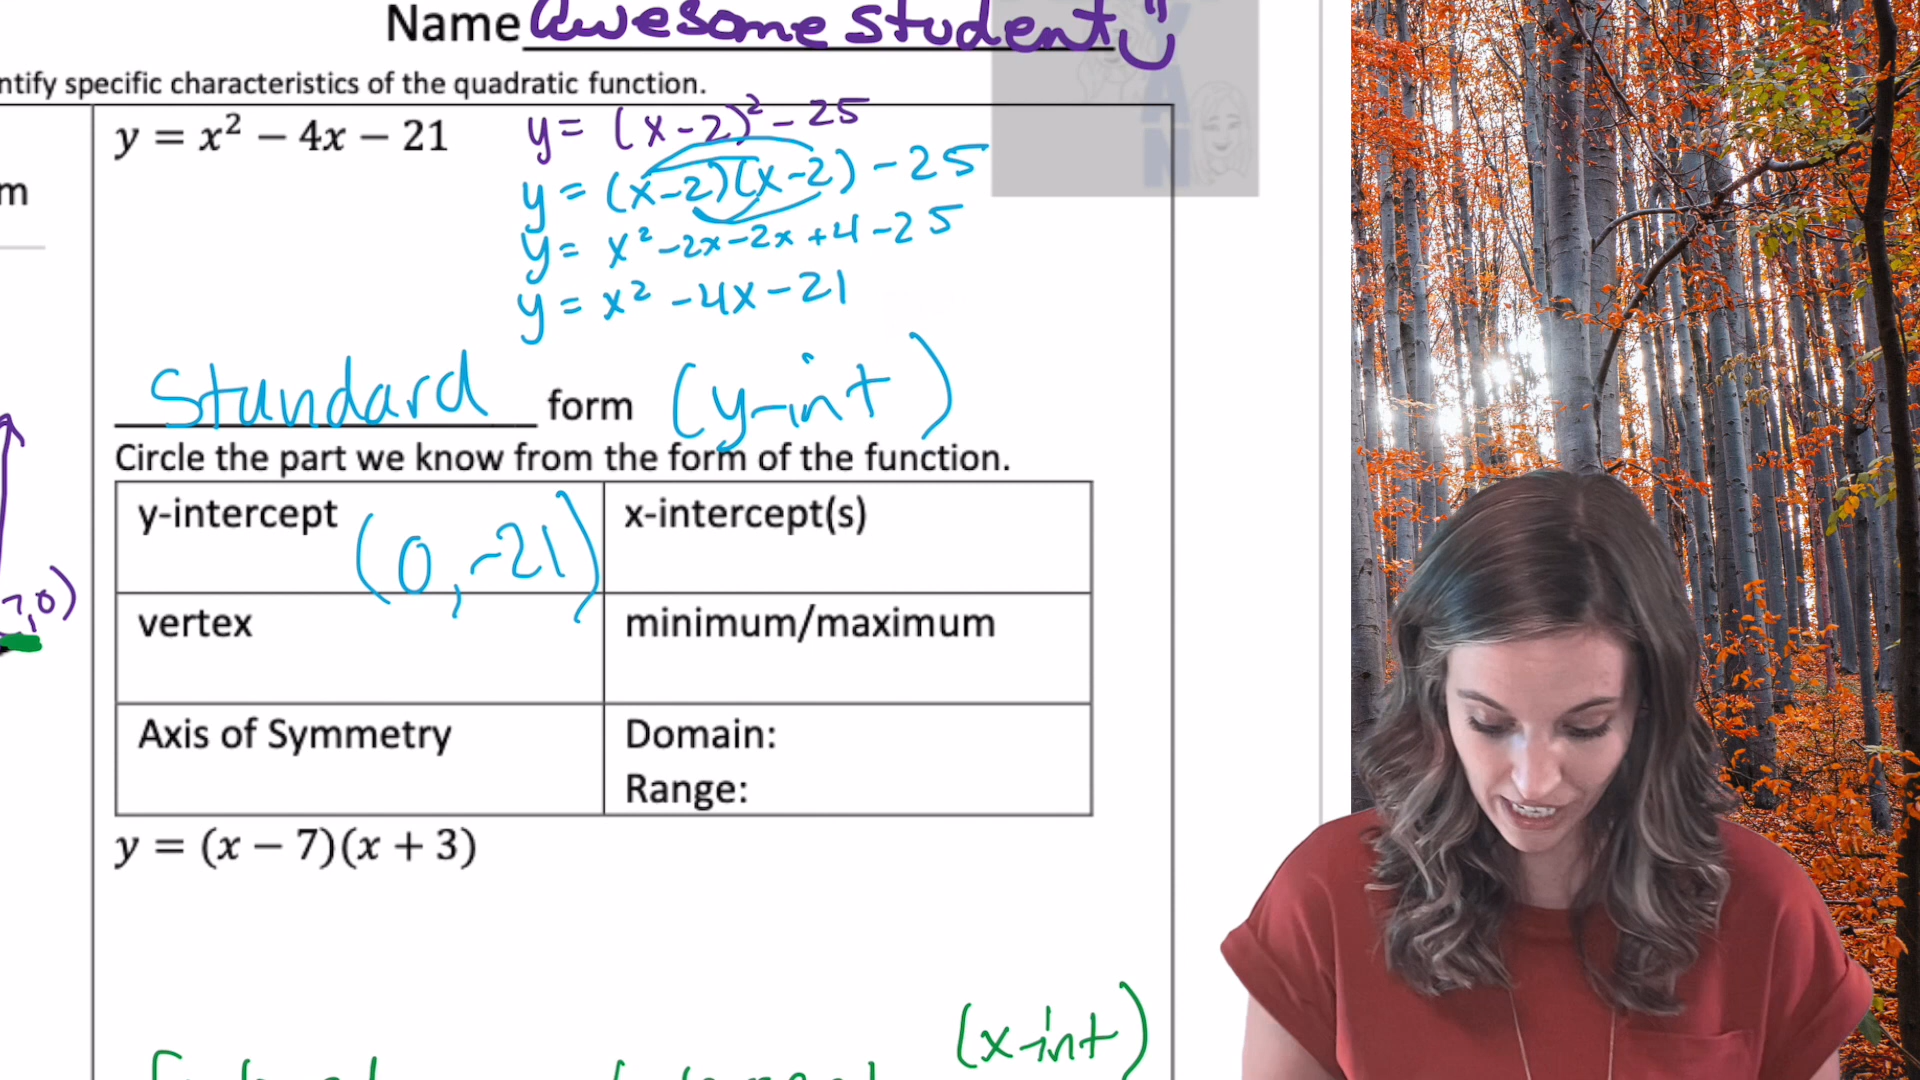 Name Awesome student
ntify specific characteristics of the quadratic function.
y = x² − 4x − 21
y = (x-2)² - 25
y = (x-2)(x-2) - 25
m
y = x² -2x -2x +4 -25
y = x² -4x -21
Standard form (y-int)
Circle the part we know from the form of the function.
y-intercept (0, -21)
x-intercept(s)
7,0)
vertex
minimum/maximum
Axis of Symmetry
Domain:
Range:
y = (x − 7)(x + 3)
(x-int)